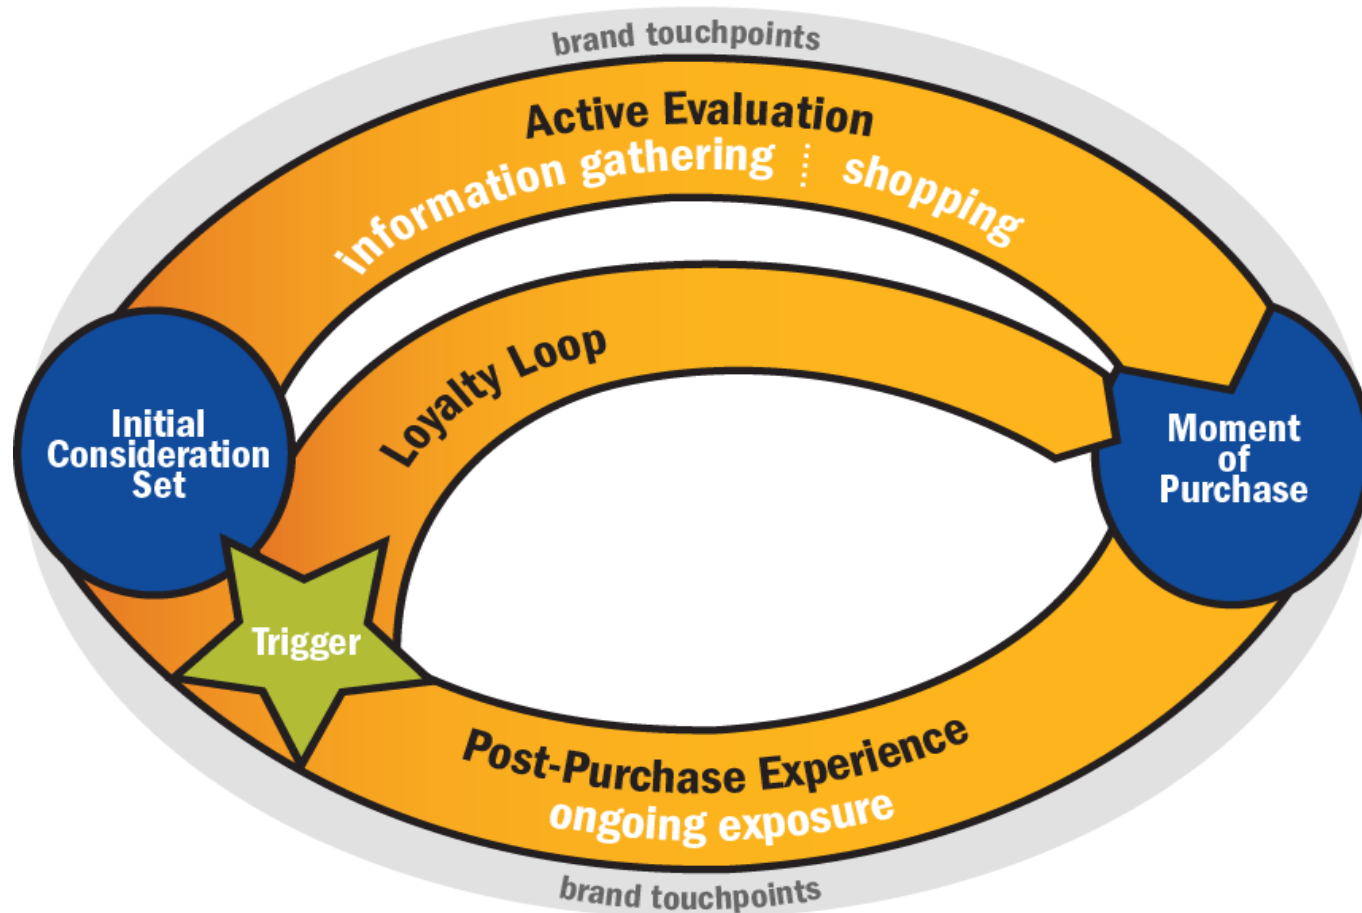 brand touchpoints
Active Evaluation
information gathering
shopping
Loyalty Loop
Initial
Consideration
Set
Moment
of
Purchase
Trigger
Post-Purchase Experience
ongoing exposure
brand touchpoints